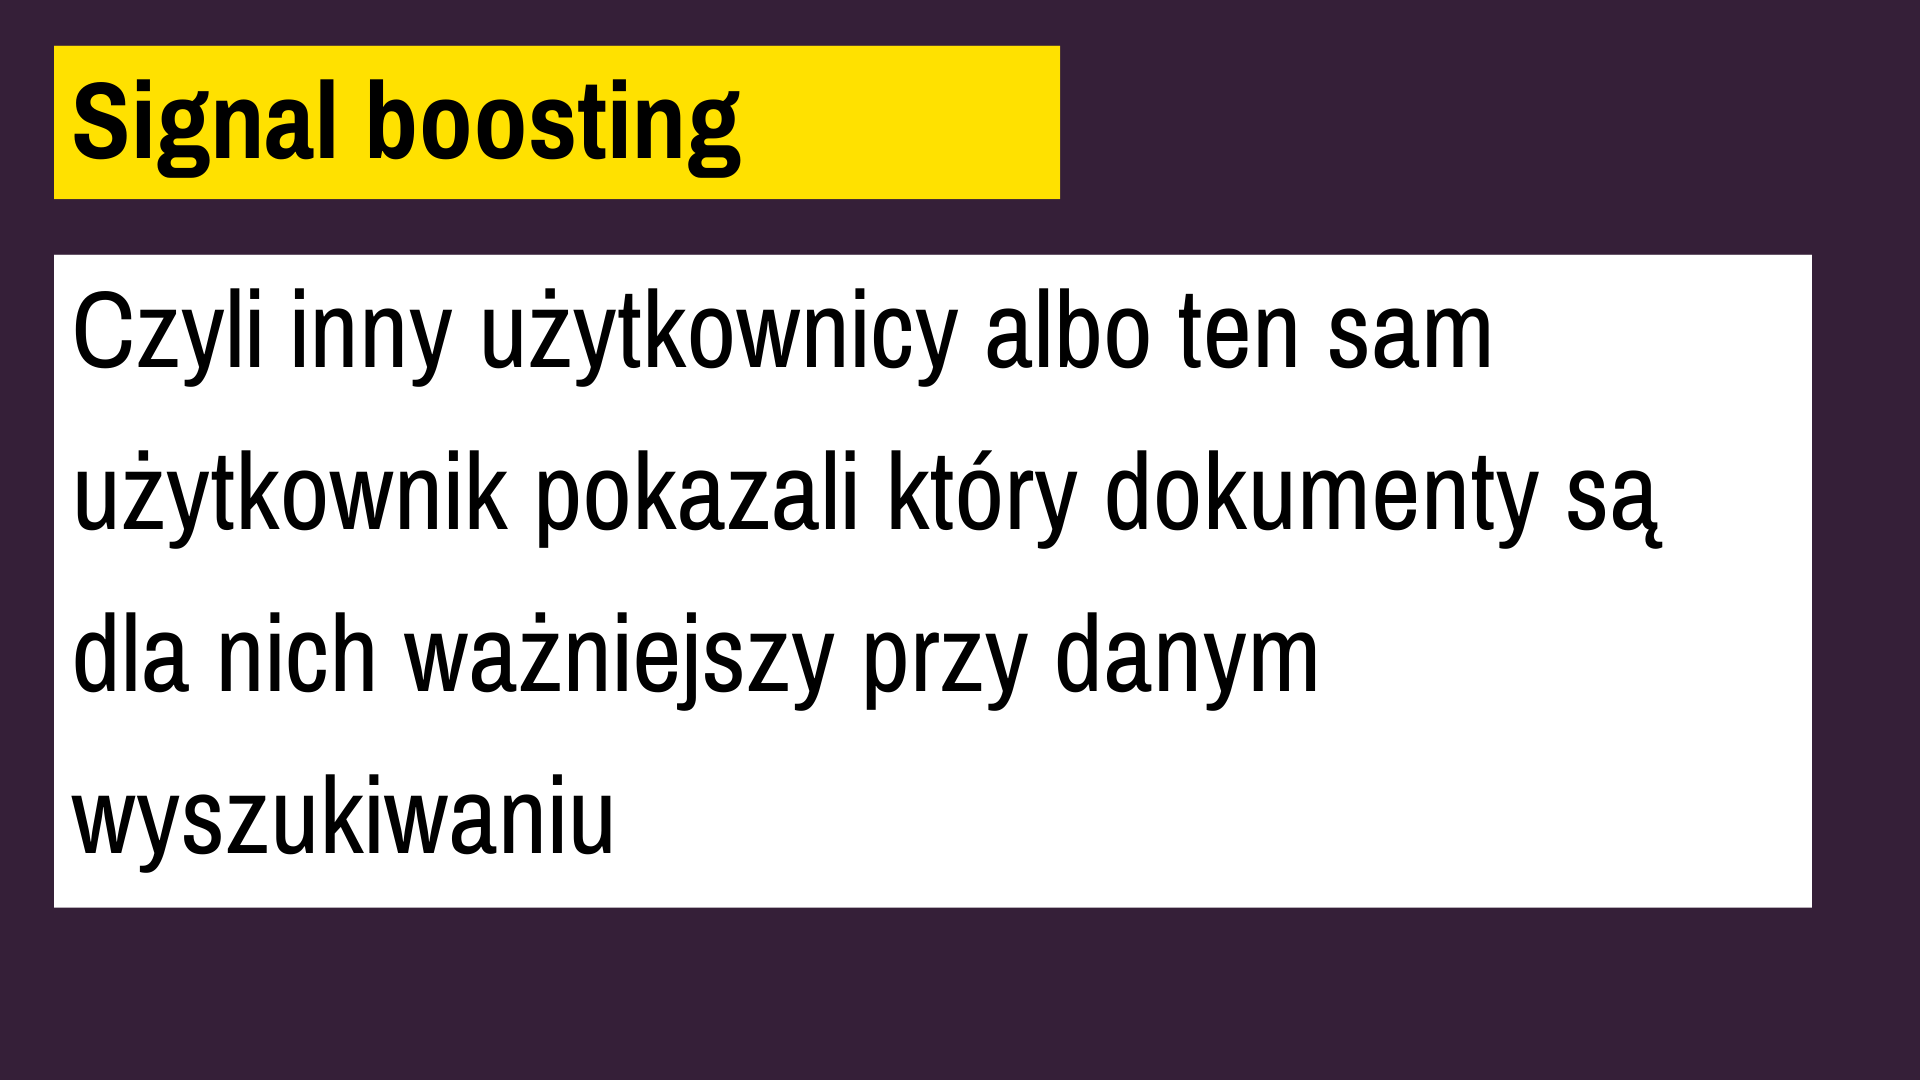 Signal boosting
Czyli inny użytkownicy albo ten sam
użytkownik pokazali który dokumenty są
dla nich ważniejszy przy danym
wyszukiwaniu